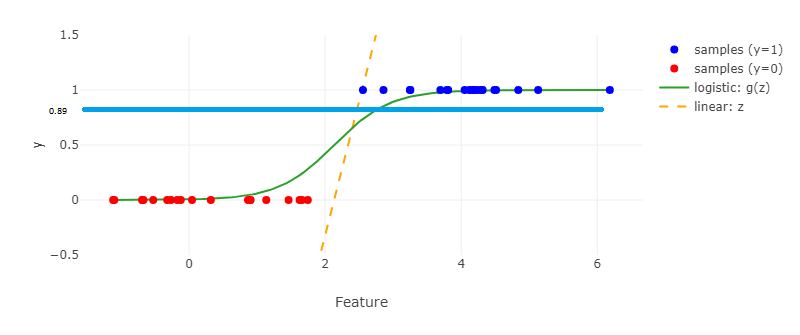 1.5
1
0.89
0.5
0
−0.5
y
0
2
4
6
Feature
samples (y=1)
samples (y=0)
logistic: g(z)
linear: z